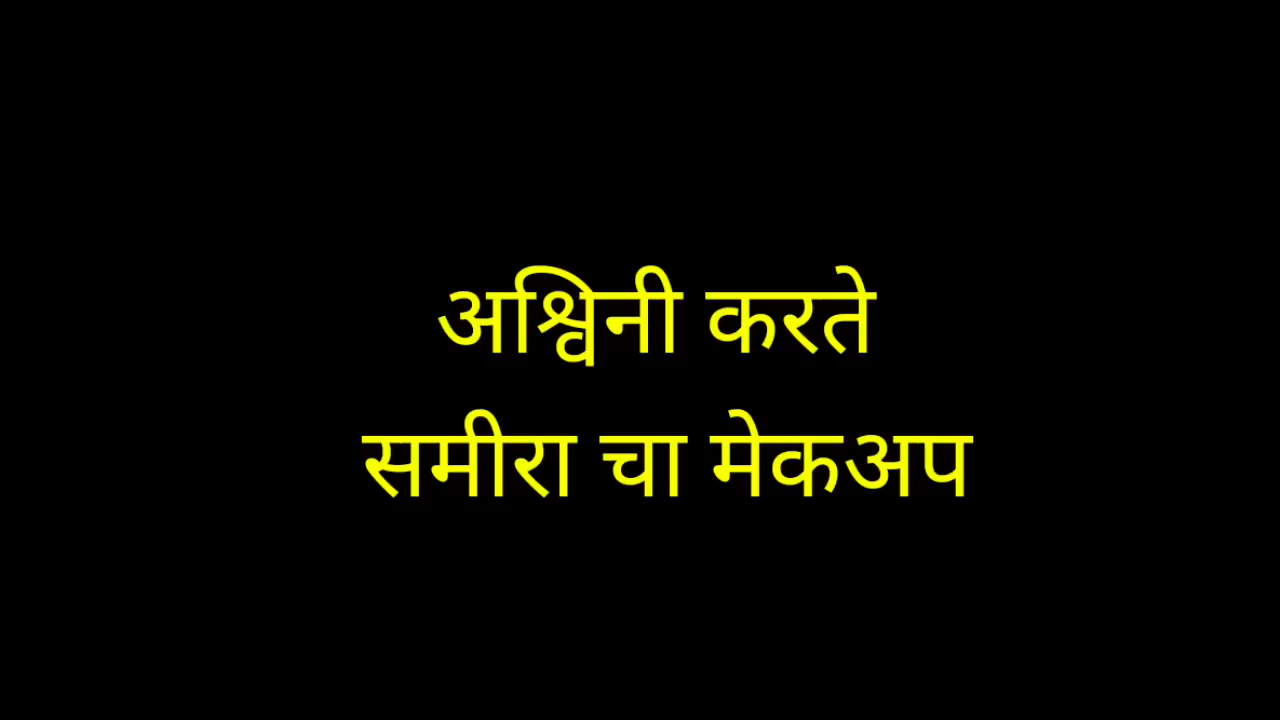 अश्विनी करते
समीरा चा मेकअप